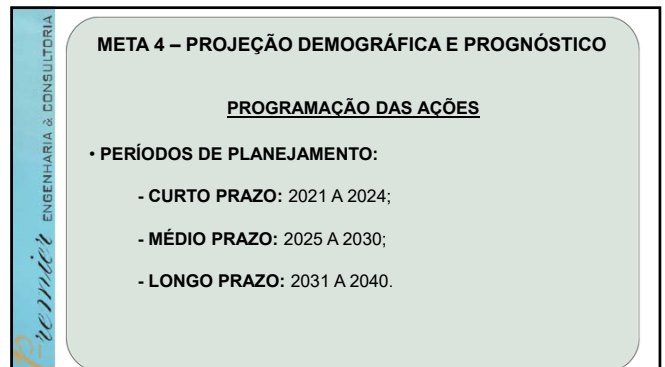 Premier ENGENHARIA & CONSULTORIA
META 4 – PROJEÇÃO DEMOGRÁFICA E PROGNÓSTICO
PROGRAMAÇÃO DAS AÇÕES
• PERÍODOS DE PLANEJAMENTO:
- CURTO PRAZO: 2021 A 2024;
- MÉDIO PRAZO: 2025 A 2030;
- LONGO PRAZO: 2031 A 2040.